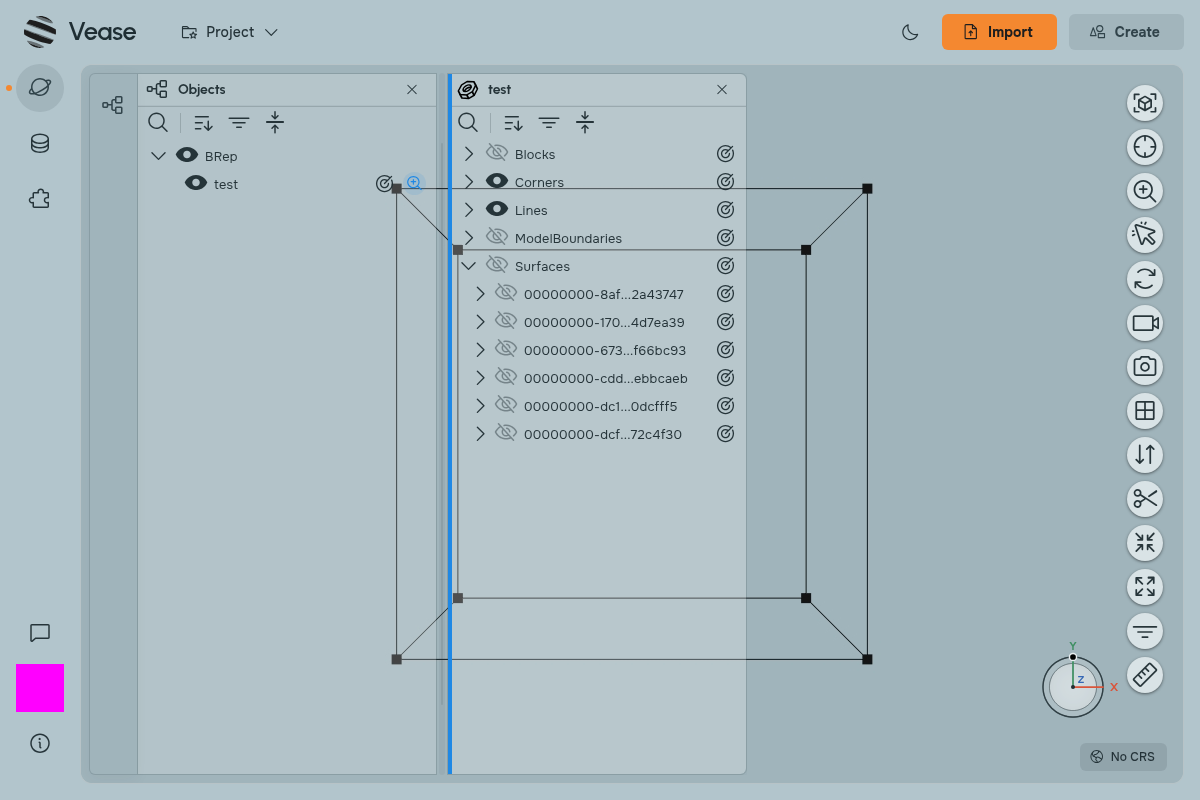 Vease
Project
Import
Create
Objects
test
BRep
test
Blocks
Corners
Lines
ModelBoundaries
Surfaces
00000000-8af...2a43747
00000000-170...4d7ea39
00000000-673...f66bc93
00000000-cdd...ebbcaeb
00000000-dc1...0dcfff5
00000000-dcf...72c4f30
Y
Z
X
No CRS